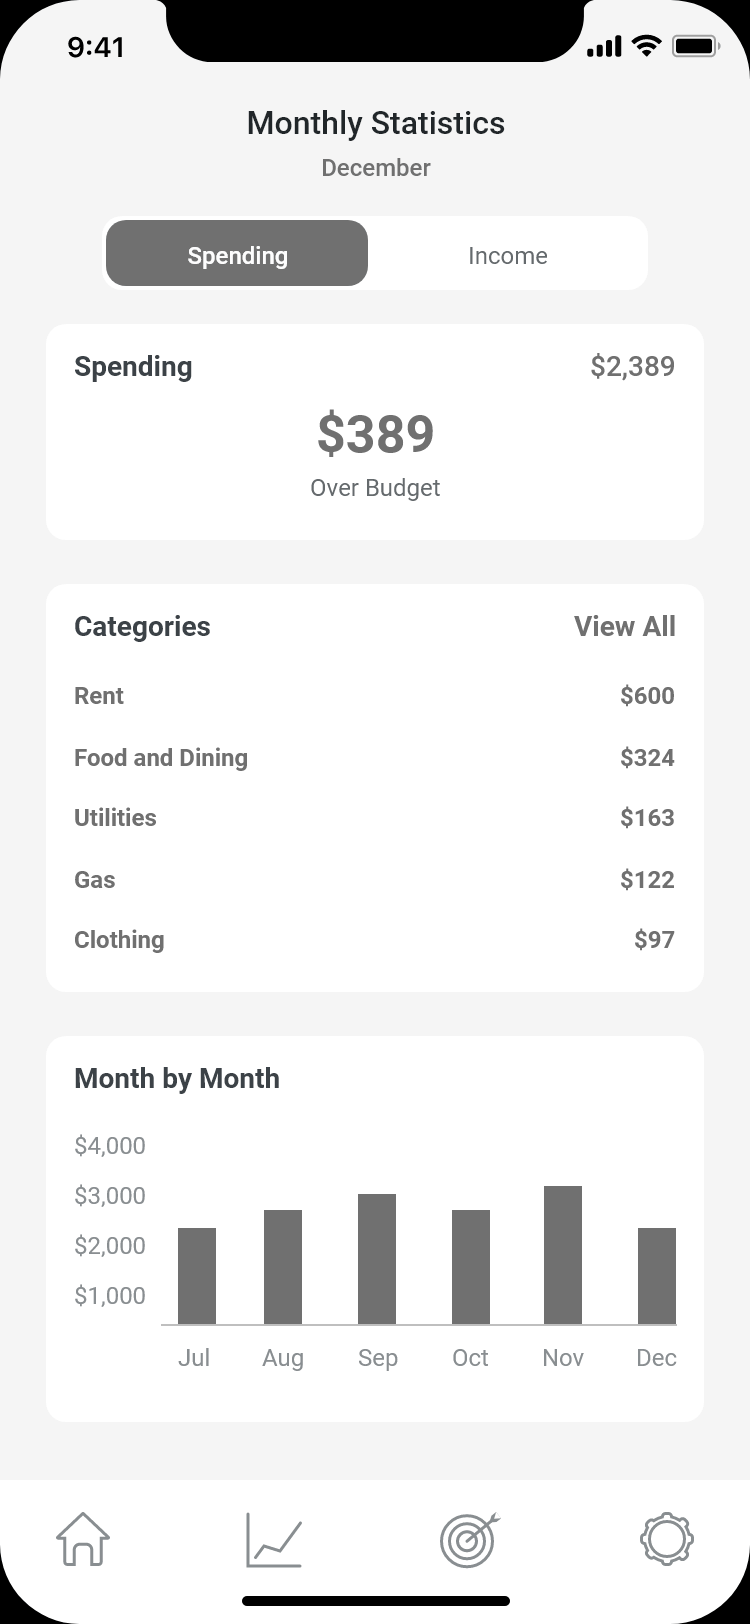 9:41
Monthly Statistics
December
Spending Income
Spending $2,389
$389
Over Budget
Categories View All
Rent $600
Food and Dining $324
Utilities $163
Gas $122
Clothing $97
Month by Month
$4,000
$3,000
$2,000
$1,000
Jul Aug Sep Oct Nov Dec